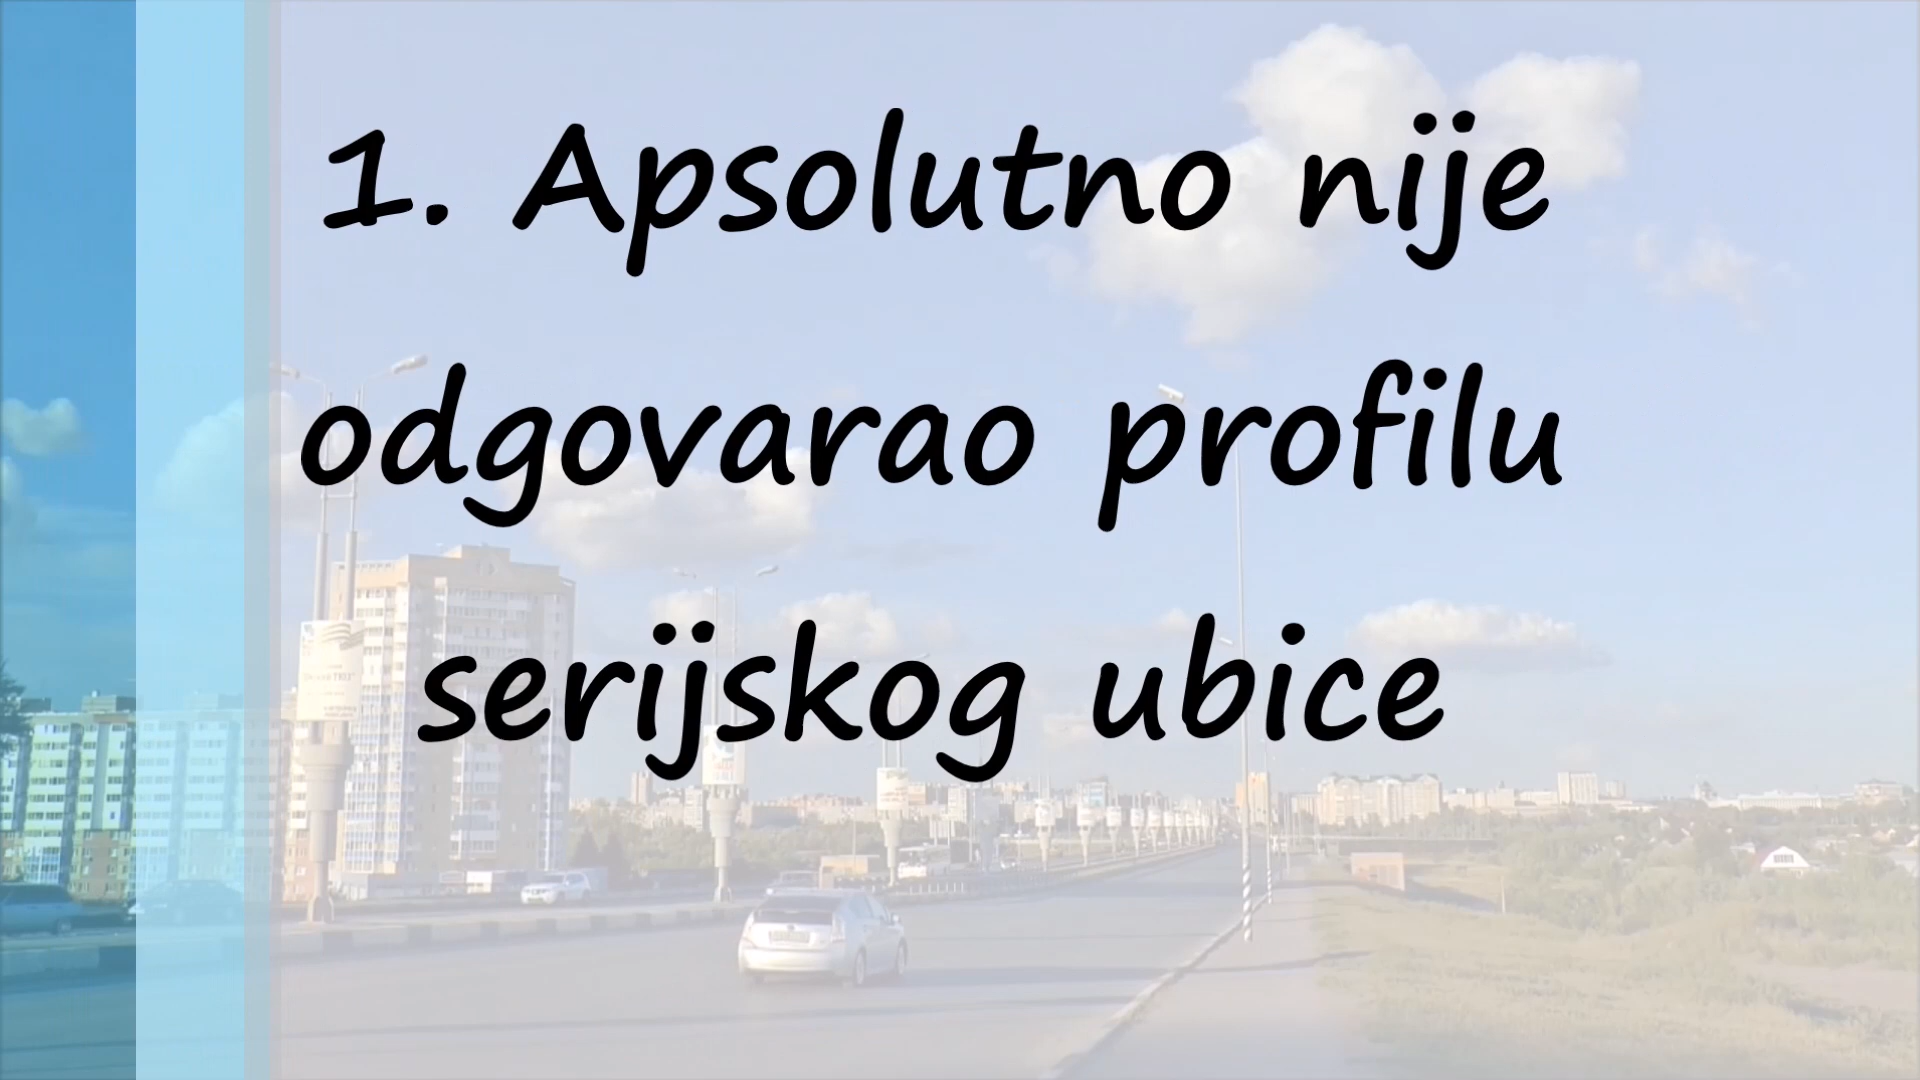 1. Apsolutno nije
odgovarao profilu
serijskog ubice